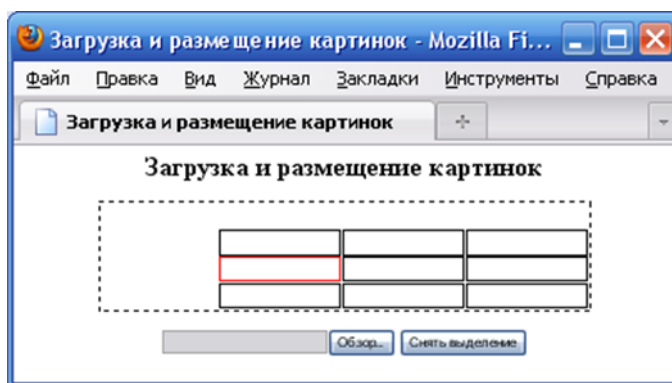 Загрузка и размещение картинок - Mozilla Fi...
Файл Правка Вид Журнал Закладки Инструменты Справка
Загрузка и размещение картинок
Загрузка и размещение картинок
Обзор... Снять выделение